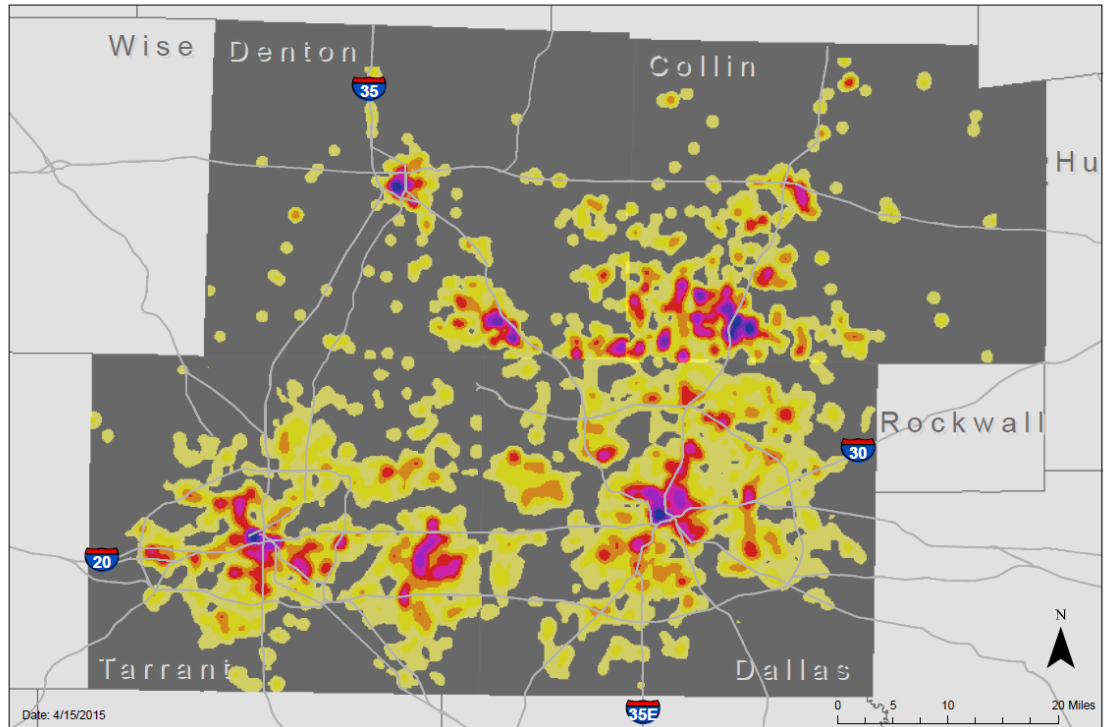 Wise
Denton
Collin
35
Hu
Rockwall
30
20
Tarrant
Dallas
N
35E
Date: 4/15/2015
0 5 10 20 Miles